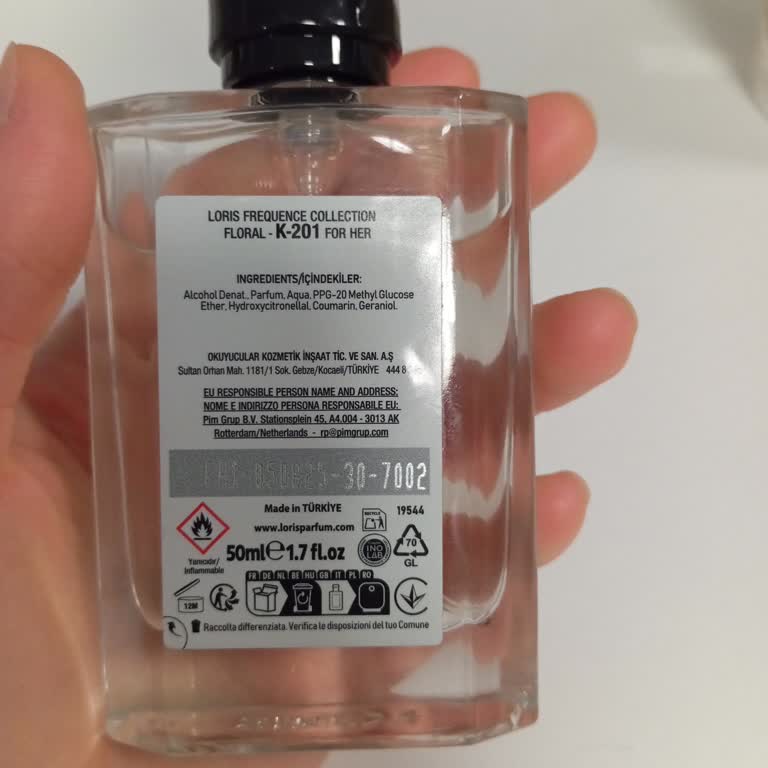 LORIS FREQUENCE COLLECTION
FLORAL - K-201 FOR HER
INGREDIENTS/İÇİNDEKİLER:
Alcohol Denat., Parfum, Aqua, PPG-20 Methyl Glucose
Ether, Hydroxycitronellal, Coumarin, Geraniol.
OKUYUCULAR KOZMETİK İNŞAAT TİC. VE SAN. A.Ş
Sultan Orhan Mah. 1181/1 Sok. Gebze/Kocaeli/TÜRKİYE 444 8
EU RESPONSIBLE PERSON NAME AND ADDRESS:
NOME E INDIRIZZO PERSONA RESPONSABILE EU:
Pim Grup B.V. Stationsplein 45, A4.004 - 3013 AK
Rotterdam/Netherlands - rp@pimgrup.com
-30-7002
Made in TÜRKİYE
RECYCLE
19544
www.lorisparfum.com
50ml e 1.7 fl.oz
INO LAB
70
GL
Yanıcıdır/
Inflammable
FR DE NL BE HU GB IT PL RO
12M
Raccolta differenziata. Verifica le disposizioni del tuo Comune